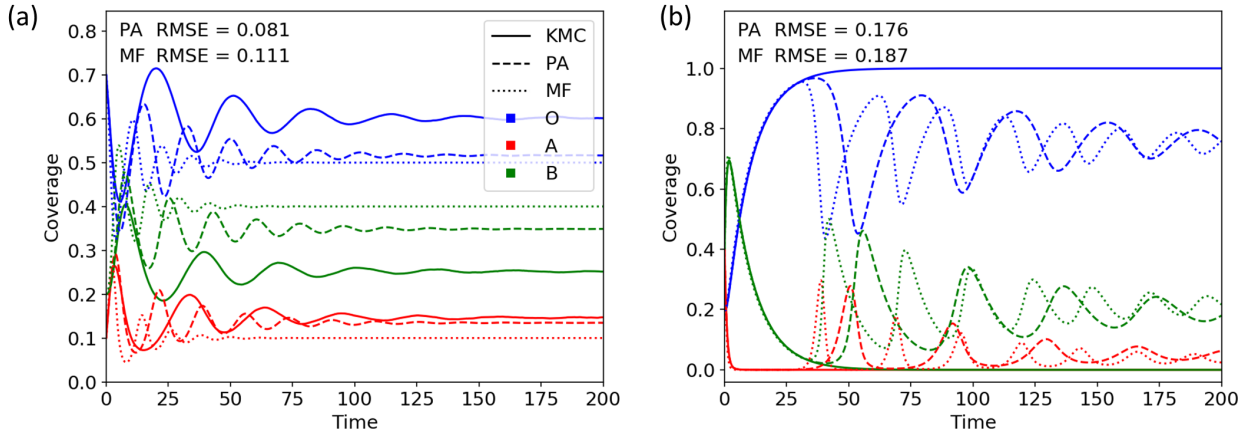 (a)
PA RMSE = 0.081
MF RMSE = 0.111
KMC
PA
MF
O
A
B
Coverage
0.8
0.7
0.6
0.5
0.4
0.3
0.2
0.1
0.0
0 25 50 75 100 125 150 175 200
Time
(b)
PA RMSE = 0.176
MF RMSE = 0.187
Coverage
1.0
0.8
0.6
0.4
0.2
0.0
0 25 50 75 100 125 150 175 200
Time